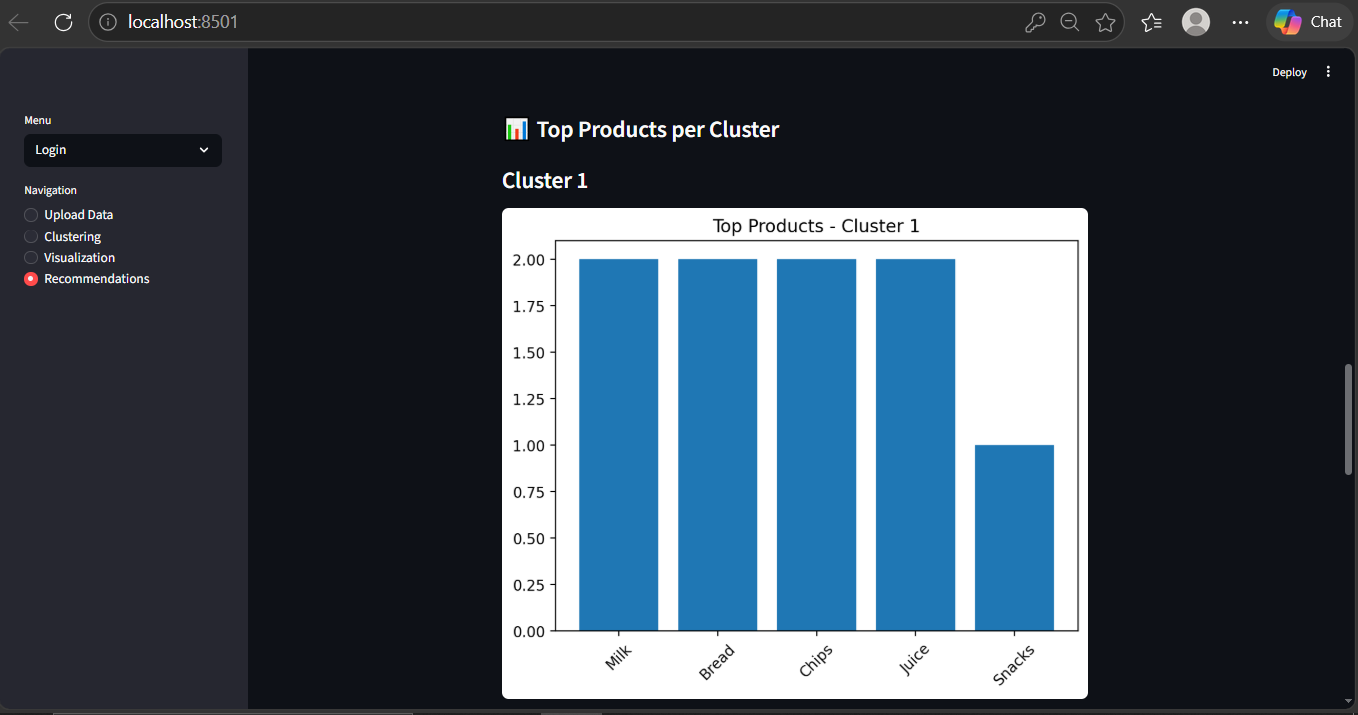 localhost:8501
Chat
Deploy
Menu
Login
Navigation
Upload Data
Clustering
Visualization
Recommendations
📊 Top Products per Cluster
Cluster 1
Top Products - Cluster 1
2.00
1.75
1.50
1.25
1.00
0.75
0.50
0.25
0.00
Milk
Bread
Chips
Juice
Snacks